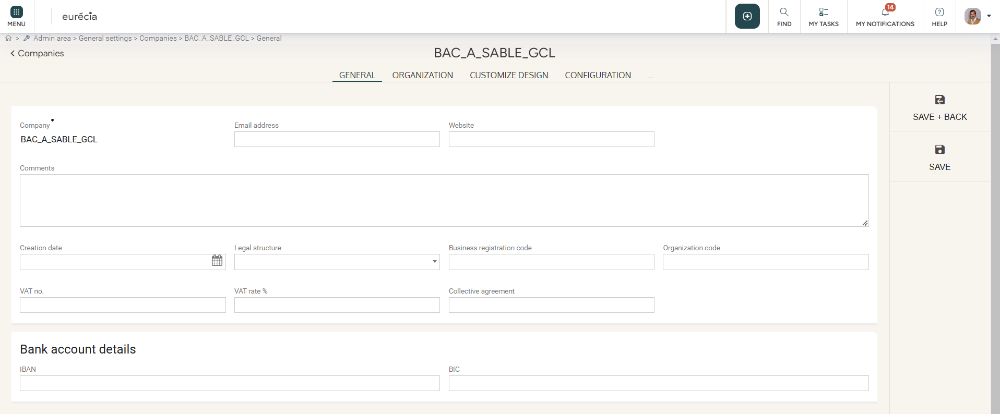 MENU
eurécia
FIND
MY TASKS
14
MY NOTIFICATIONS
HELP
> Admin area > General settings > Companies > BAC_A_SABLE_GCL > General
Companies
BAC_A_SABLE_GCL
GENERAL ORGANIZATION CUSTOMIZE DESIGN CONFIGURATION ...
SAVE + BACK
SAVE
Company * Email address Website
BAC_A_SABLE_GCL
Comments
Creation date Legal structure Business registration code Organization code
VAT no. VAT rate % Collective agreement
Bank account details
IBAN BIC